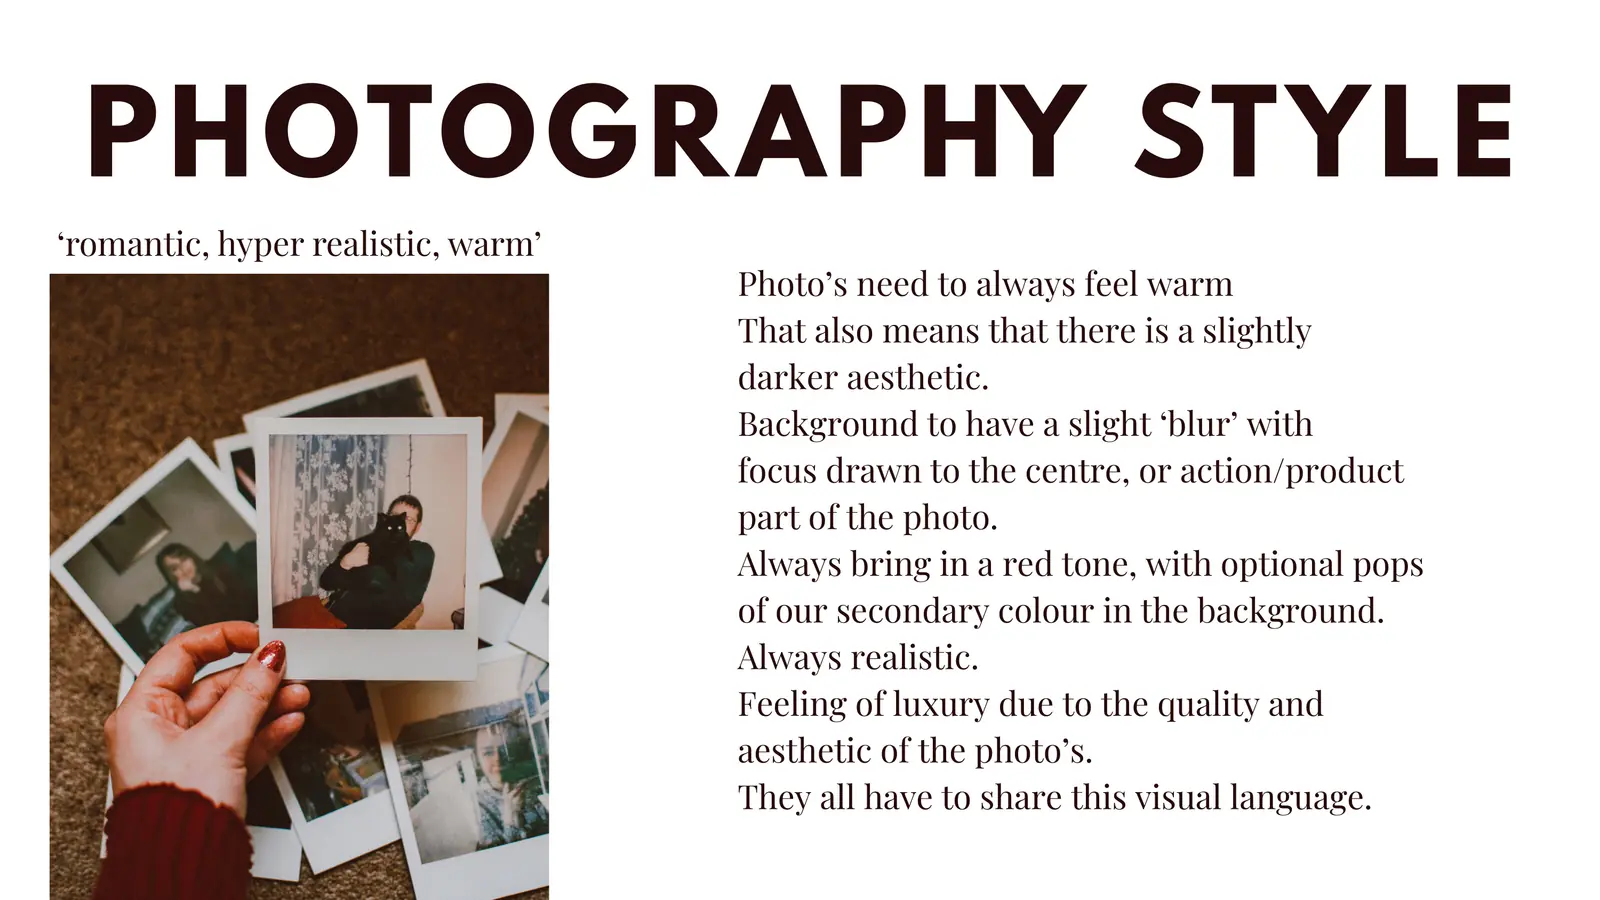 PHOTOGRAPHY STYLE
‘romantic, hyper realistic, warm’
Photo’s need to always feel warm
That also means that there is a slightly
darker aesthetic.
Background to have a slight ‘blur’ with
focus drawn to the centre, or action/product
part of the photo.
Always bring in a red tone, with optional pops
of our secondary colour in the background.
Always realistic.
Feeling of luxury due to the quality and
aesthetic of the photo’s.
They all have to share this visual language.